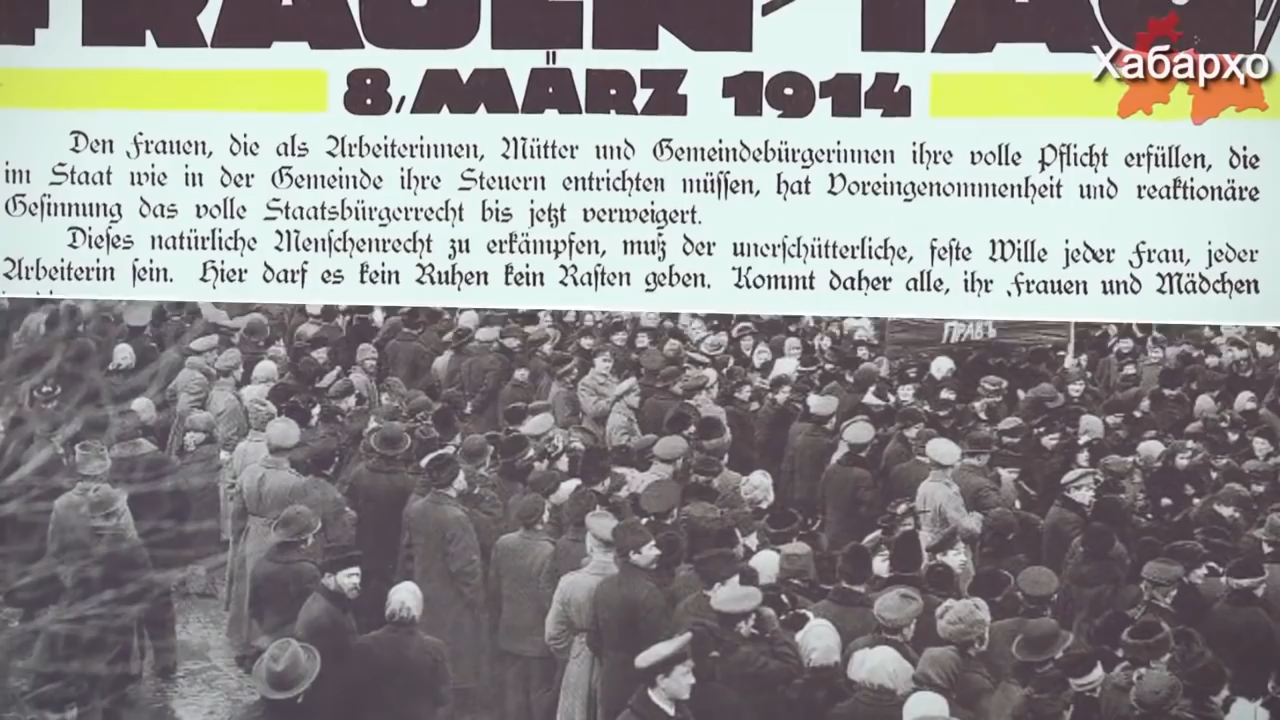 FRAUEN TAG
Хабарҳо
8. MÄRZ 1914
Den Frauen, die als Arbeiterinnen, Mütter und Gemeindebürgerinnen ihre volle Pflicht erfüllen, die
im Staat wie in der Gemeinde ihre Steuern entrichten müssen, hat Voreingenommenheit und reaktionäre
Gesinnung das volle Staatsbürgerrecht bis jetzt verweigert.
Dieses natürliche Menschenrecht zu erkämpfen, muß der unerschütterliche, feste Wille jeder Frau, jeder
Arbeiterin sein. Hier darf es kein Ruhen kein Rasten geben. Kommt daher alle, ihr Frauen und Mädchen
ПРАВЪ